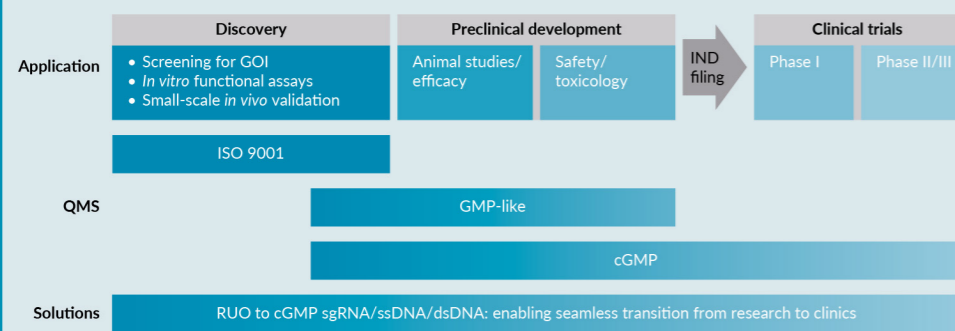 Discovery
Preclinical development
Clinical trials
Application
• Screening for GOI
• In vitro functional assays
• Small-scale in vivo validation
Animal studies/
efficacy
Safety/
toxicology
IND
filing
Phase I
Phase II/III
ISO 9001
QMS
GMP-like
cGMP
Solutions
RUO to cGMP sgRNA/ssDNA/dsDNA: enabling seamless transition from research to clinics